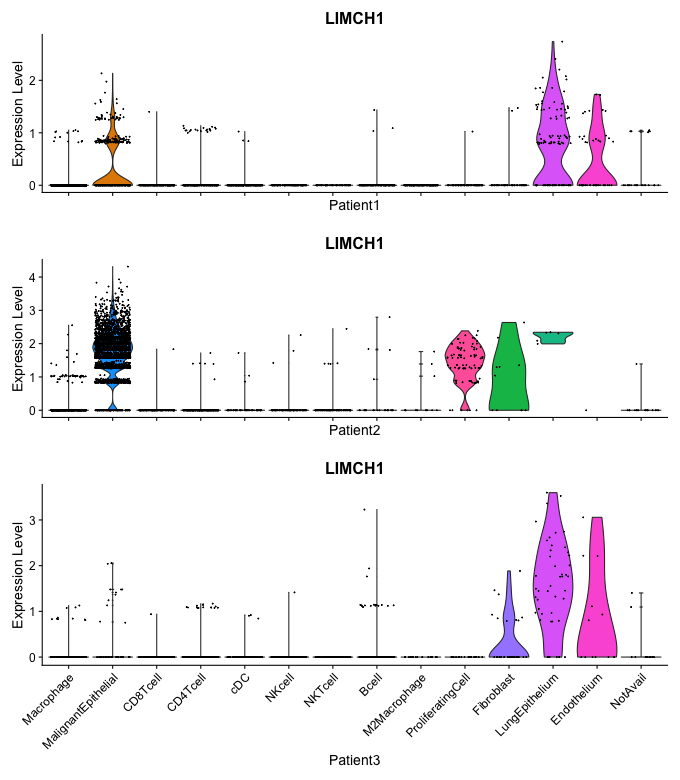 LIMCH1
Expression Level
2
1
0
Patient1
LIMCH1
Expression Level
4
3
2
1
0
Patient2
LIMCH1
Expression Level
3
2
1
0
Macrophage
MalignantEpithelial
CD8Tcell
CD4Tcell
cDC
NKcell
NKTcell
Bcell
M2Macrophage
ProliferatingCell
Fibroblast
LungEpithelium
Endothelium
NotAvail
Patient3